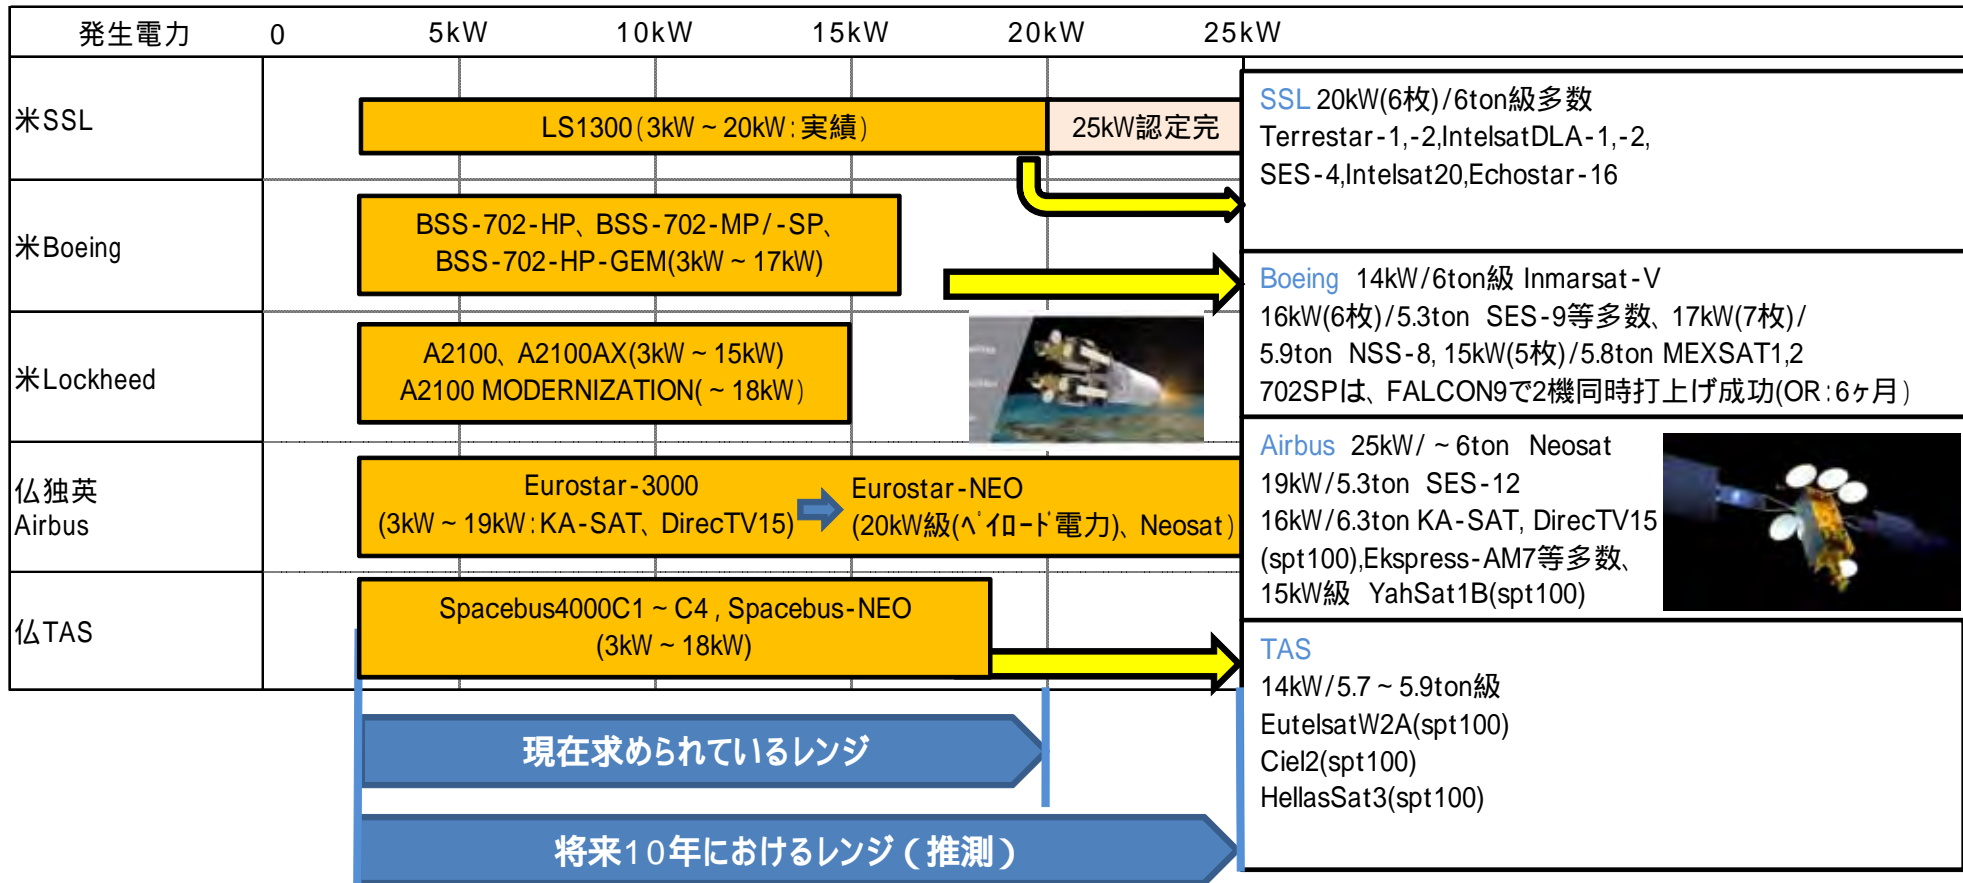 発生電力 0 5kW 10kW 15kW 20kW 25kW
米SSL
LS1300(3kW～20kW:実績)
25kW認定完
SSL 20kW(6枚)/6ton級多数
Terrestar-1,-2,IntelsatDLA-1,-2,
SES-4,Intelsat20,Echostar-16
米Boeing
BSS-702-HP、BSS-702-MP/-SP、
BSS-702-HP-GEM(3kW～17kW)
Boeing 14kW/6ton級 Inmarsat-V
16kW(6枚)/5.3ton SES-9等多数、17kW(7枚)/
5.9ton NSS-8, 15kW(5枚)/5.8ton MEXSAT1,2
702SPは、FALCON9で2機同時打上げ成功(OR:6ヶ月)
米Lockheed
A2100、A2100AX(3kW～15kW)
A2100 MODERNIZATION(～18kW)
仏独英
Airbus
Eurostar-3000
(3kW～19kW:KA-SAT、DirecTV15)
Eurostar-NEO
(20kW級(ﾍﾟｲﾛｰﾄﾞ電力)、Neosat)
Airbus 25kW/～6ton Neosat
19kW/5.3ton SES-12
16kW/6.3ton KA-SAT, DirecTV15
(spt100),Ekspress-AM7等多数、
15kW級 YahSat1B(spt100)
仏TAS
Spacebus4000C1～C4, Spacebus-NEO
(3kW～18kW)
TAS
14kW/5.7～5.9ton級
EutelsatW2A(spt100)
Ciel2(spt100)
HellasSat3(spt100)
現在求められているレンジ
将来10年におけるレンジ(推測)